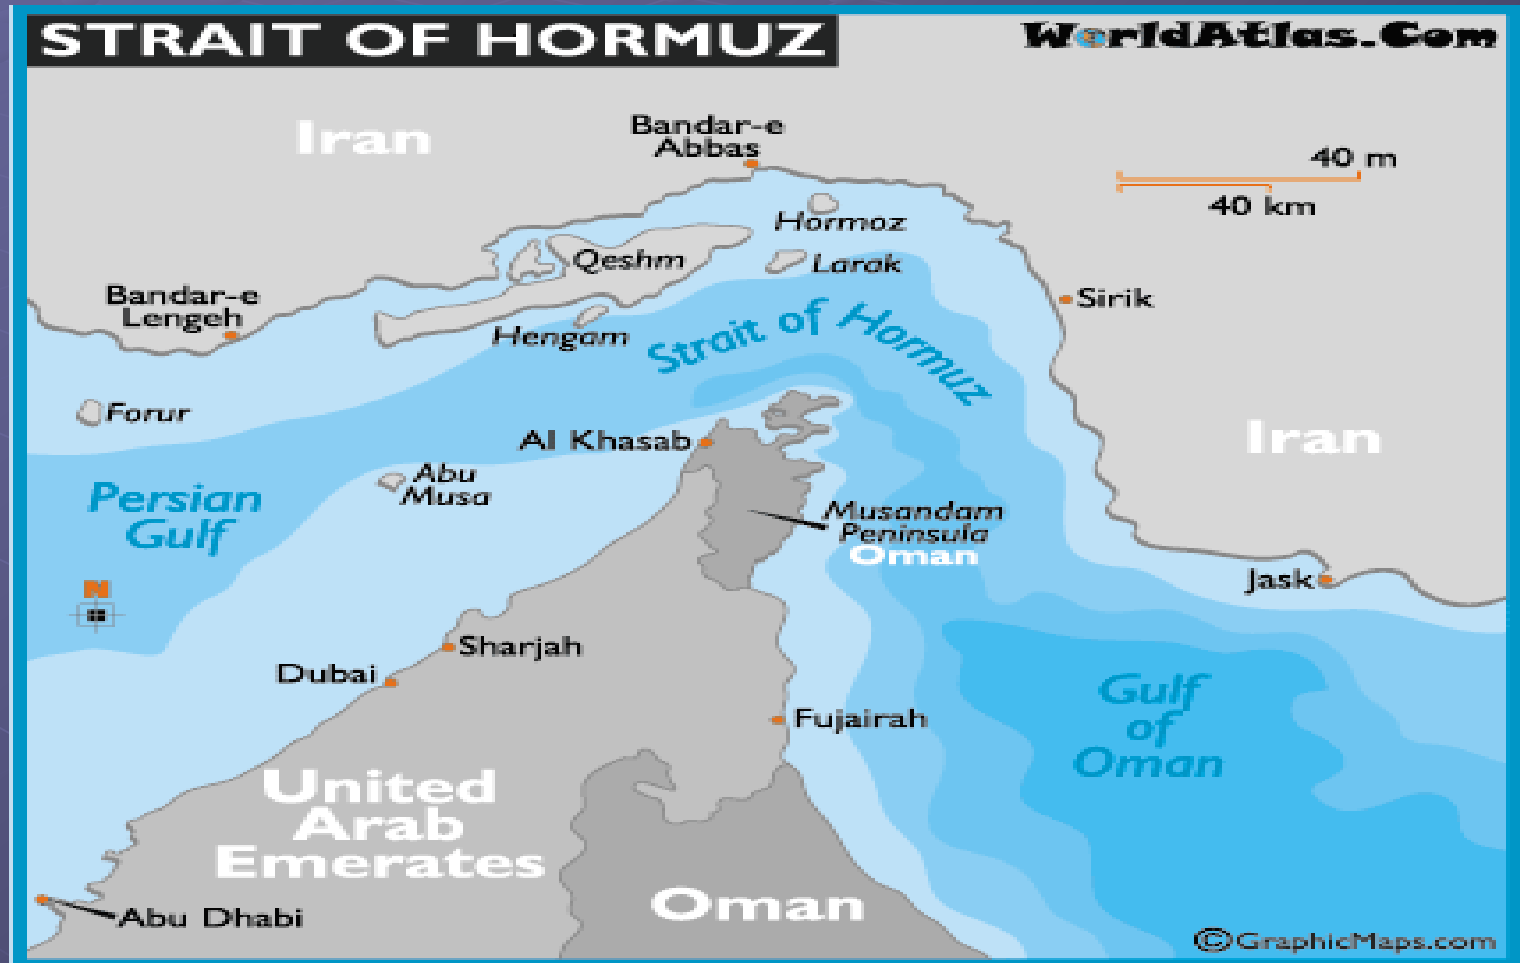 STRAIT OF HORMUZ
WorldAtlas.Com
Iran
Bandar-e
Abbas
40 m
40 km
Hormoz
Qeshm
Larak
Bandar-e
Lengeh
Sirik
Hengam
Strait of Hormuz
Forur
Al Khasab
Iran
Abu
Musa
Persian
Gulf
Musandam
Peninsula
Oman
N
Jask
Sharjah
Dubai
Gulf
of
Oman
Fujairah
United
Arab
Emerates
Oman
Abu Dhabi
©GraphicMaps.com